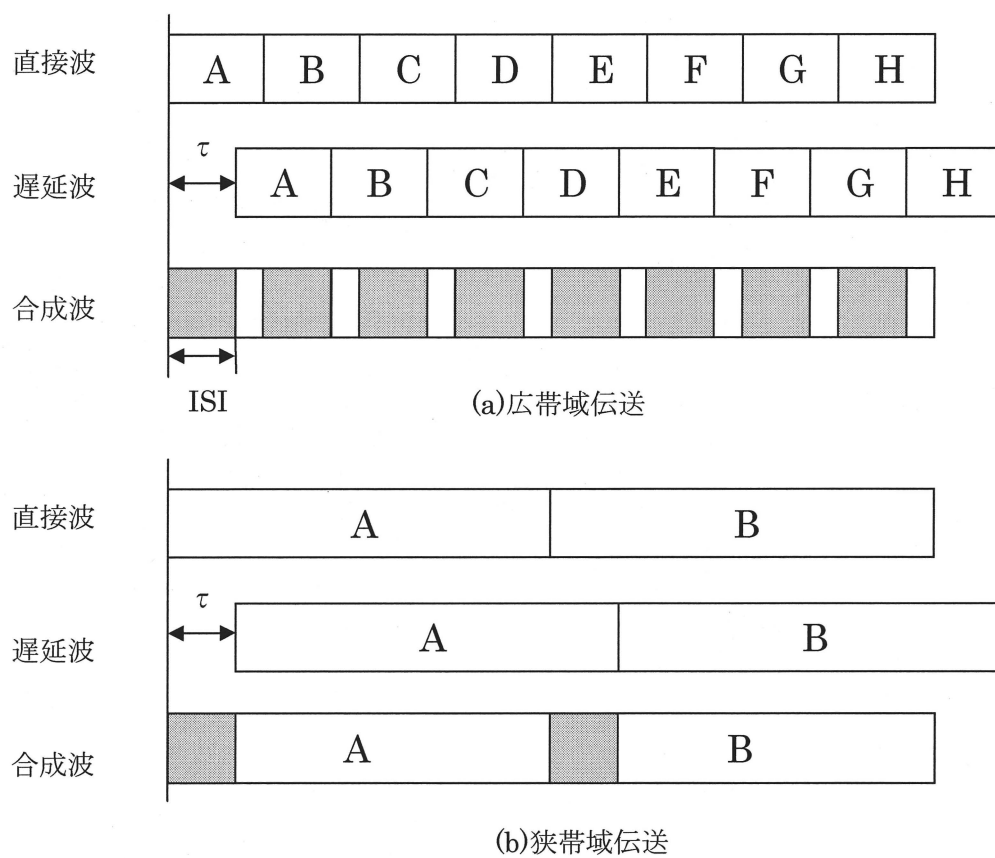 直接波 A B C D E F G H
τ
遅延波 A B C D E F G H
合成波
ISI
(a)広帯域伝送
直接波 A B
τ
遅延波 A B
合成波 A B
(b)狭帯域伝送